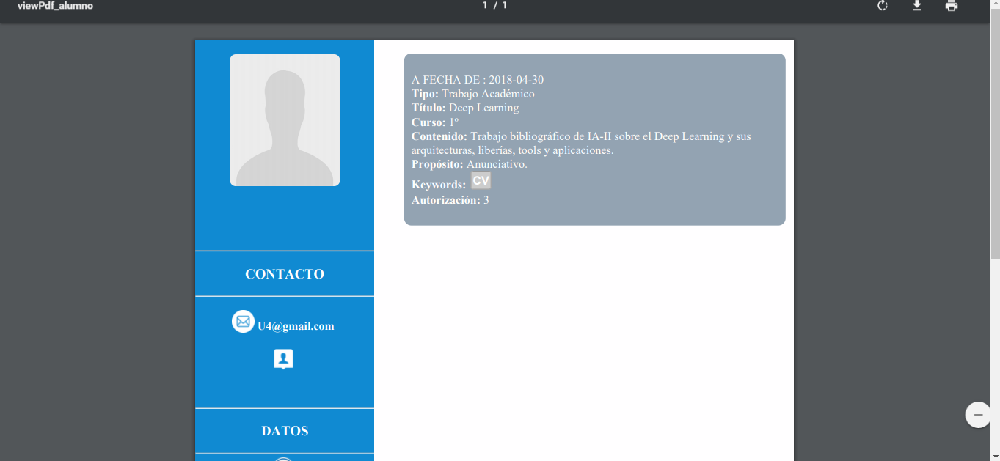 viewPdf_alumno
1 / 1
A FECHA DE : 2018-04-30
Tipo: Trabajo Académico
Título: Deep Learning
Curso: 1º
Contenido: Trabajo bibliográfico de IA-II sobre el Deep Learning y sus
arquitecturas, liberías, tools y aplicaciones.
Propósito: Anunciativo.
Keywords: CV
Autorización: 3
CONTACTO
U4@gmail.com
DATOS